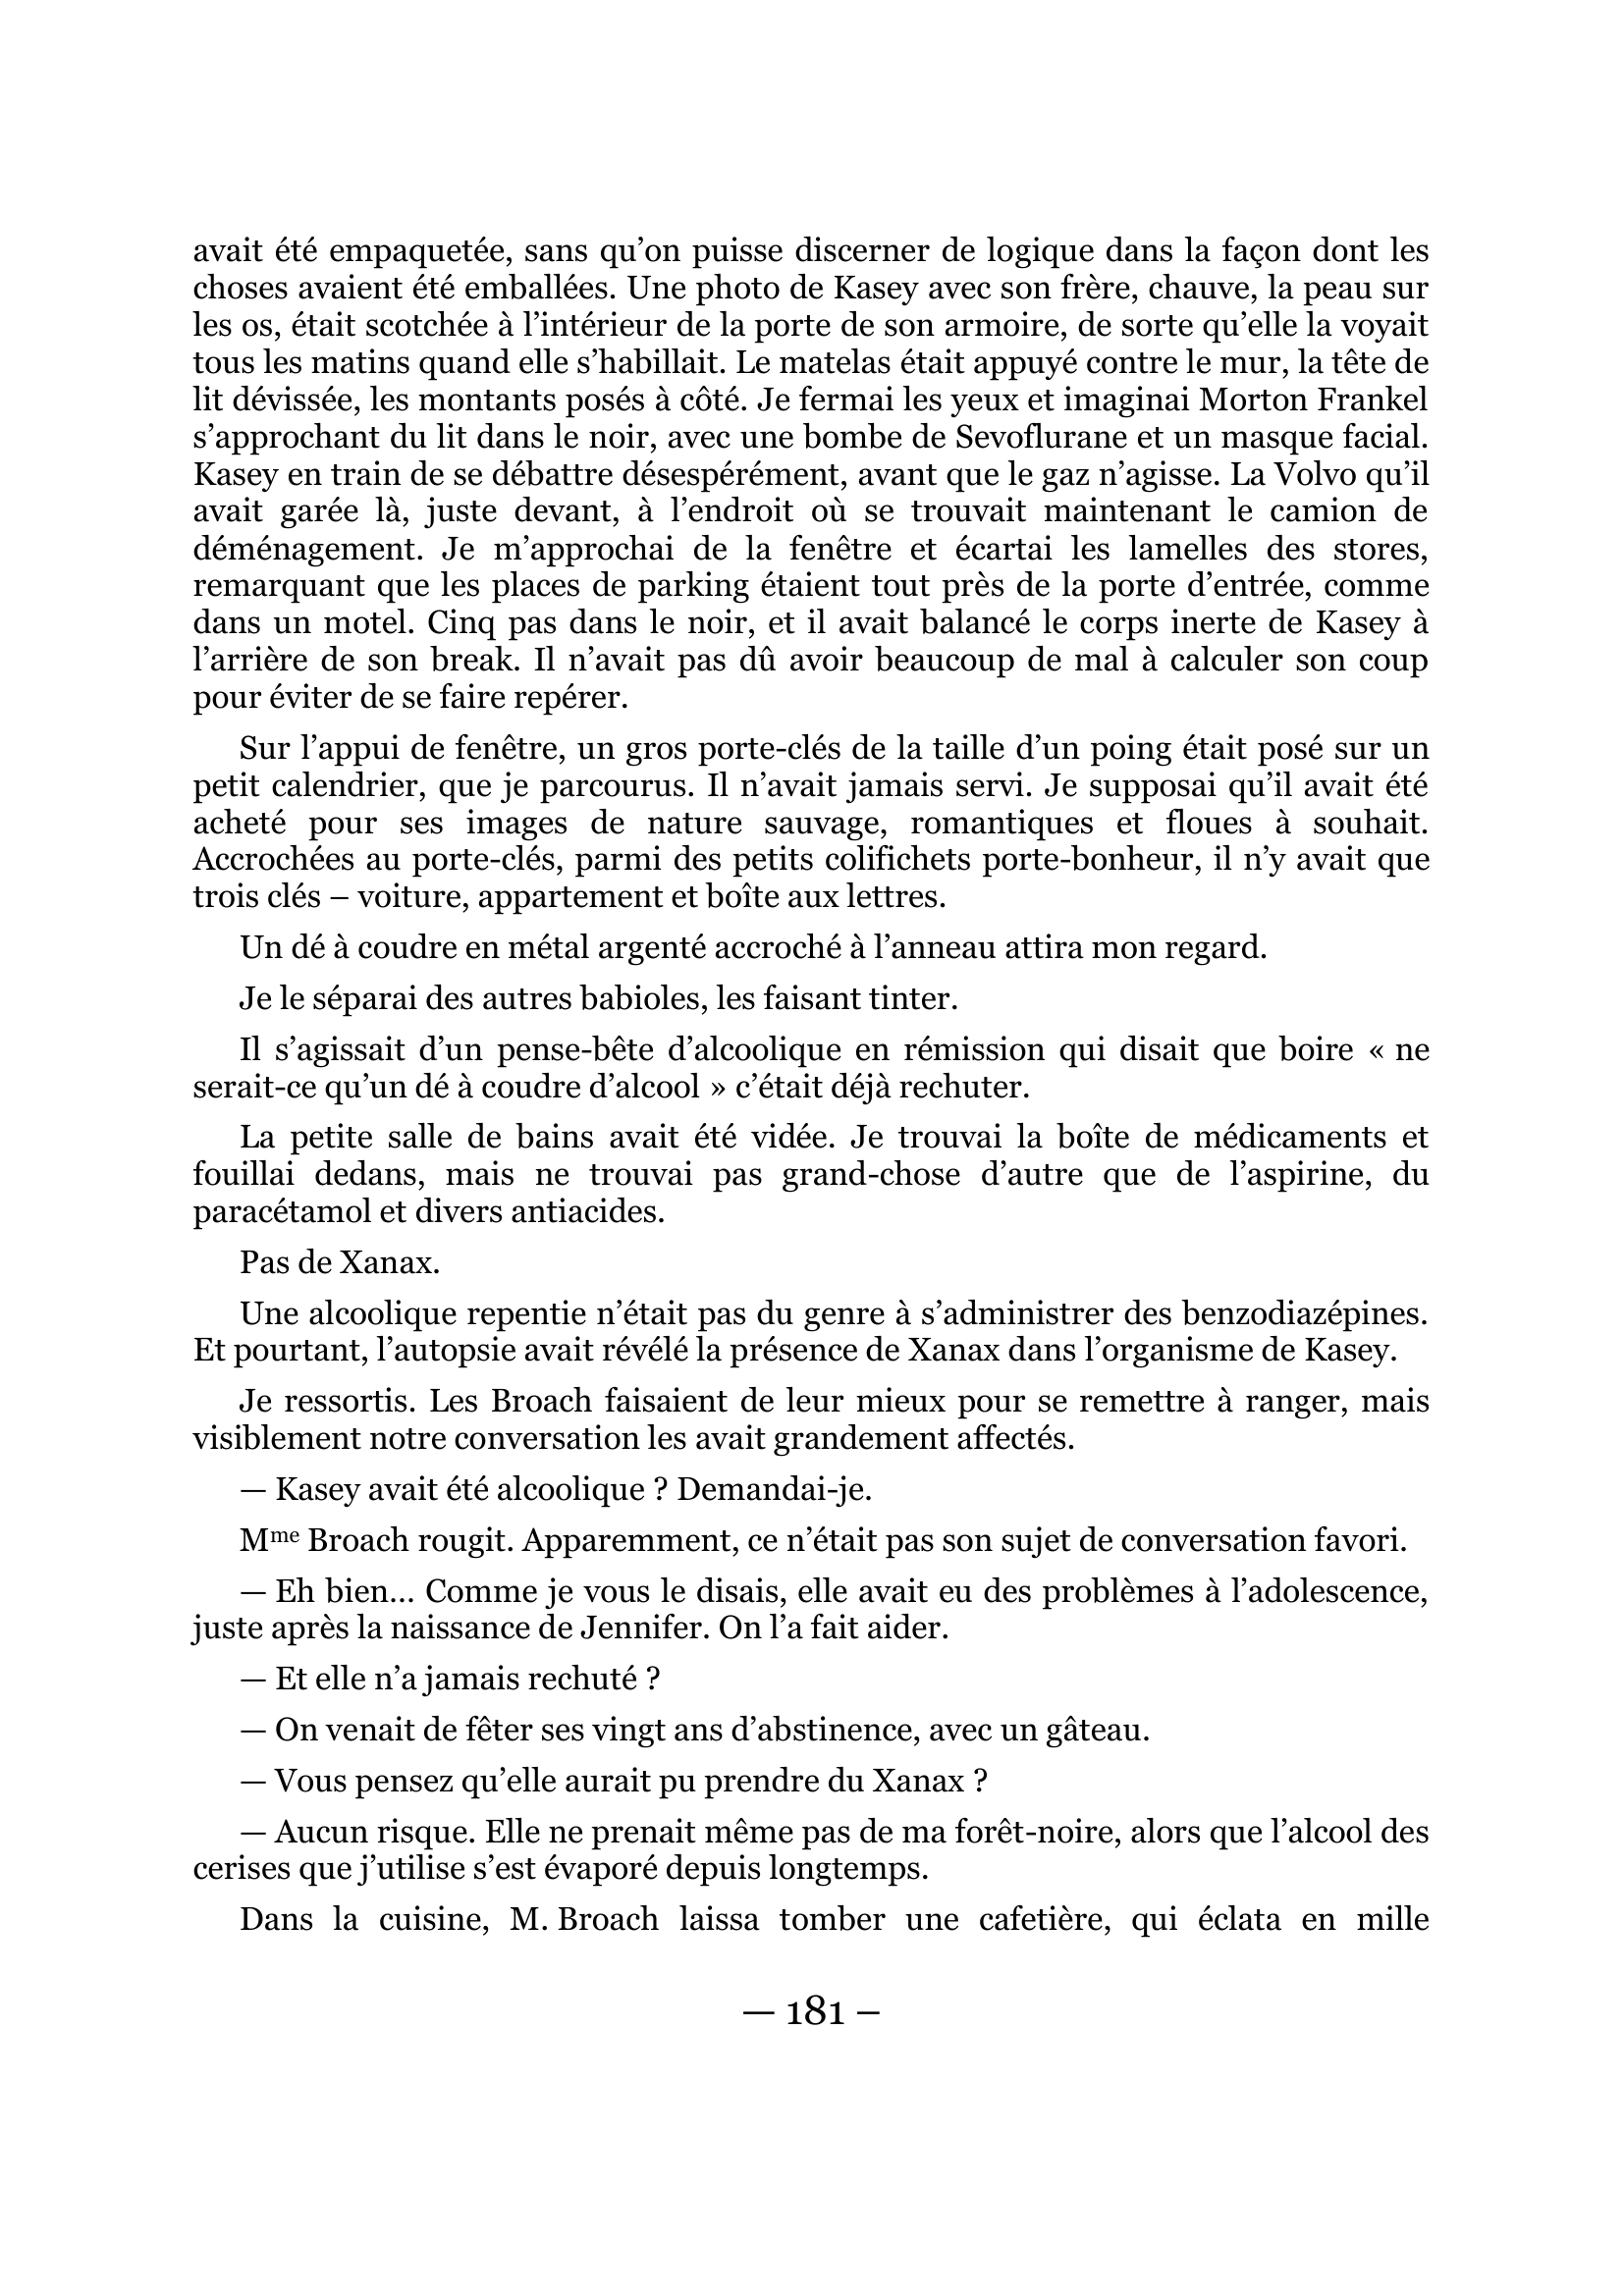 avait été empaquetée, sans qu’on puisse discerner de logique dans la façon dont les
choses avaient été emballées. Une photo de Kasey avec son frère, chauve, la peau sur
les os, était scotchée à l’intérieur de la porte de son armoire, de sorte qu’elle la voyait
tous les matins quand elle s’habillait. Le matelas était appuyé contre le mur, la tête de
lit dévissée, les montants posés à côté. Je fermai les yeux et imaginai Morton Frankel
s’approchant du lit dans le noir, avec une bombe de Sevoflurane et un masque facial.
Kasey en train de se débattre désespérément, avant que le gaz n’agisse. La Volvo qu’il
avait garée là, juste devant, à l’endroit où se trouvait maintenant le camion de
déménagement. Je m’approchai de la fenêtre et écartai les lamelles des stores,
remarquant que les places de parking étaient tout près de la porte d’entrée, comme
dans un motel. Cinq pas dans le noir, et il avait balancé le corps inerte de Kasey à
l’arrière de son break. Il n’avait pas dû avoir beaucoup de mal à calculer son coup
pour éviter de se faire repérer.
Sur l’appui de fenêtre, un gros porte-clés de la taille d’un poing était posé sur un
petit calendrier, que je parcourus. Il n’avait jamais servi. Je supposai qu’il avait été
acheté pour ses images de nature sauvage, romantiques et floues à souhait.
Accrochées au porte-clés, parmi des petits colifichets porte-bonheur, il n’y avait que
trois clés – voiture, appartement et boîte aux lettres.
Un dé à coudre en métal argenté accroché à l’anneau attira mon regard.
Je le séparai des autres babioles, les faisant tinter.
Il s’agissait d’un pense-bête d’alcoolique en rémission qui disait que boire « ne
serait-ce qu’un dé à coudre d’alcool » c’était déjà rechuter.
La petite salle de bains avait été vidée. Je trouvai la boîte de médicaments et
fouillai dedans, mais ne trouvai pas grand-chose d’autre que de l’aspirine, du
paracétamol et divers antiacides.
Pas de Xanax.
Une alcoolique repentie n’était pas du genre à s’administrer des benzodiazépines.
Et pourtant, l’autopsie avait révélé la présence de Xanax dans l’organisme de Kasey.
Je ressortis. Les Broach faisaient de leur mieux pour se remettre à ranger, mais
visiblement notre conversation les avait grandement affectés.
— Kasey avait été alcoolique ? Demandai-je.
Mme Broach rougit. Apparemment, ce n’était pas son sujet de conversation favori.
— Eh bien… Comme je vous le disais, elle avait eu des problèmes à l’adolescence,
juste après la naissance de Jennifer. On l’a fait aider.
— Et elle n’a jamais rechuté ?
— On venait de fêter ses vingt ans d’abstinence, avec un gâteau.
— Vous pensez qu’elle aurait pu prendre du Xanax ?
— Aucun risque. Elle ne prenait même pas de ma forêt-noire, alors que l’alcool des
cerises que j’utilise s’est évaporé depuis longtemps.
Dans la cuisine, M. Broach laissa tomber une cafetière, qui éclata en mille
— 181 –